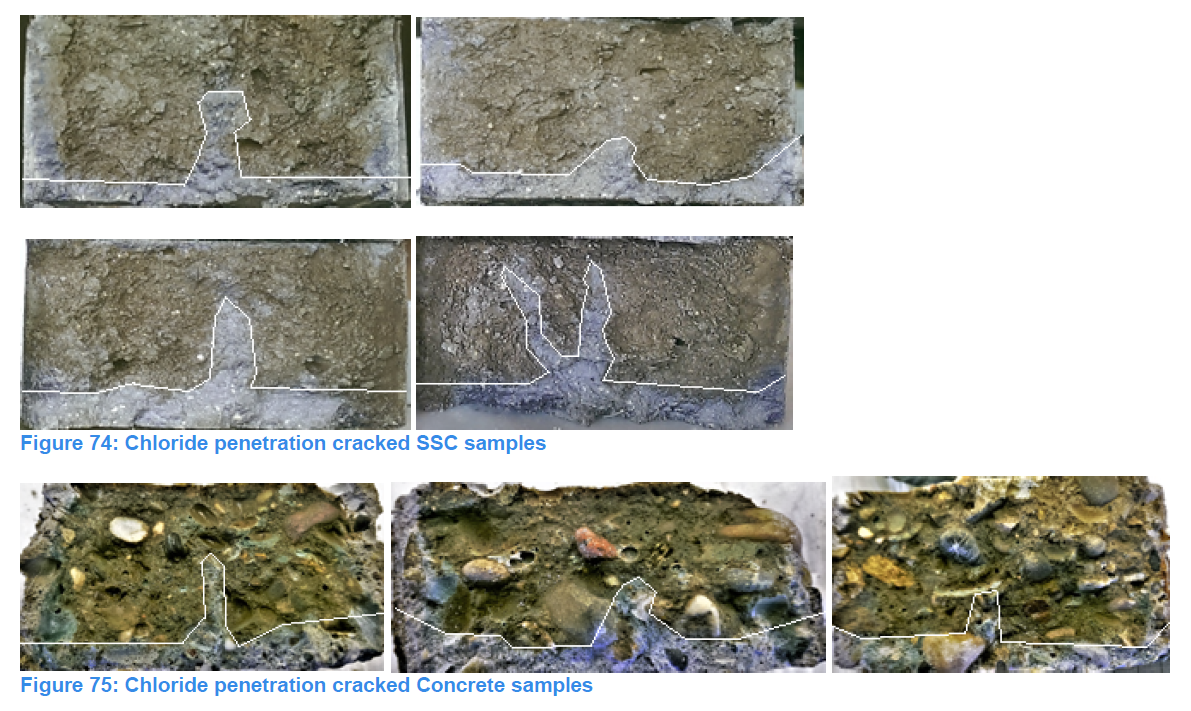 Figure 74: Chloride penetration cracked SSC samples
Figure 75: Chloride penetration cracked Concrete samples